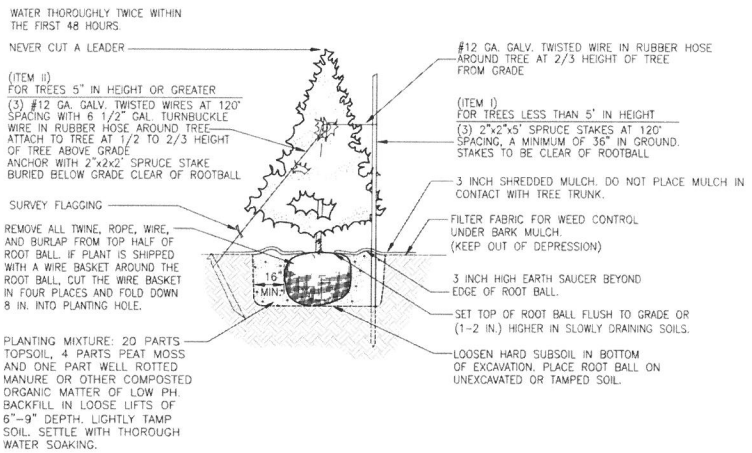 WATER THOROUGHLY TWICE WITHIN
THE FIRST 48 HOURS.
NEVER CUT A LEADER
(ITEM II)
FOR TREES 5" IN HEIGHT OR GREATER
(3) #12 GA. GALV. TWISTED WIRES AT 120°
SPACING WITH 6 1/2" GAL. TURNBUCKLE
WIRE IN RUBBER HOSE AROUND TREE
ATTACH TO TREE AT 1/2 TO 2/3 HEIGHT
OF TREE ABOVE GRADE
ANCHOR WITH 2"x2x2' SPRUCE STAKE
BURIED BELOW GRADE CLEAR OF ROOTBALL
SURVEY FLAGGING
REMOVE ALL TWINE, ROPE, WIRE,
AND BURLAP FROM TOP HALF OF
ROOT BALL. IF PLANT IS SHIPPED
WITH A WIRE BASKET AROUND THE
ROOT BALL, CUT THE WIRE BASKET
IN FOUR PLACES AND FOLD DOWN
8 IN. INTO PLANTING HOLE.
PLANTING MIXTURE: 20 PARTS
TOPSOIL, 4 PARTS PEAT MOSS
AND ONE PART WELL ROTTED
MANURE OR OTHER COMPOSTED
ORGANIC MATTER OF LOW PH.
BACKFILL IN LOOSE LIFTS OF
6"-9" DEPTH. LIGHTLY TAMP
SOIL. SETTLE WITH THOROUGH
WATER SOAKING.
16"
MIN.
#12 GA. GALV. TWISTED WIRE IN RUBBER HOSE
AROUND TREE AT 2/3 HEIGHT OF TREE
FROM GRADE
(ITEM I)
FOR TREES LESS THAN 5' IN HEIGHT
(3) 2"x2"x5' SPRUCE STAKES AT 120°
SPACING, A MINIMUM OF 36" IN GROUND.
STAKES TO BE CLEAR OF ROOTBALL
3 INCH SHREDDED MULCH. DO NOT PLACE MULCH IN
CONTACT WITH TREE TRUNK.
FILTER FABRIC FOR WEED CONTROL
UNDER BARK MULCH.
(KEEP OUT OF DEPRESSION)
3 INCH HIGH EARTH SAUCER BEYOND
EDGE OF ROOT BALL.
SET TOP OF ROOT BALL FLUSH TO GRADE OR
(1-2 IN.) HIGHER IN SLOWLY DRAINING SOILS.
LOOSEN HARD SUBSOIL IN BOTTOM
OF EXCAVATION. PLACE ROOT BALL ON
UNEXCAVATED OR TAMPED SOIL.